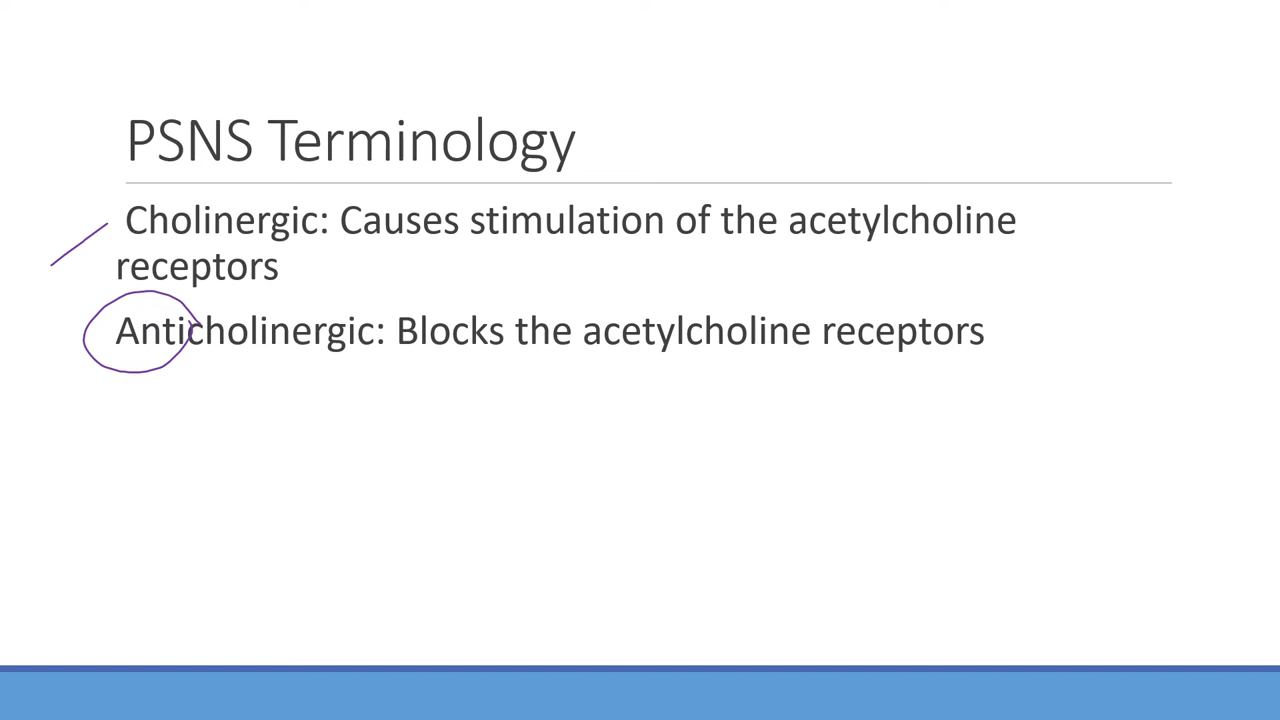 PSNS Terminology
Cholinergic: Causes stimulation of the acetylcholine
receptors
Anticholinergic: Blocks the acetylcholine receptors